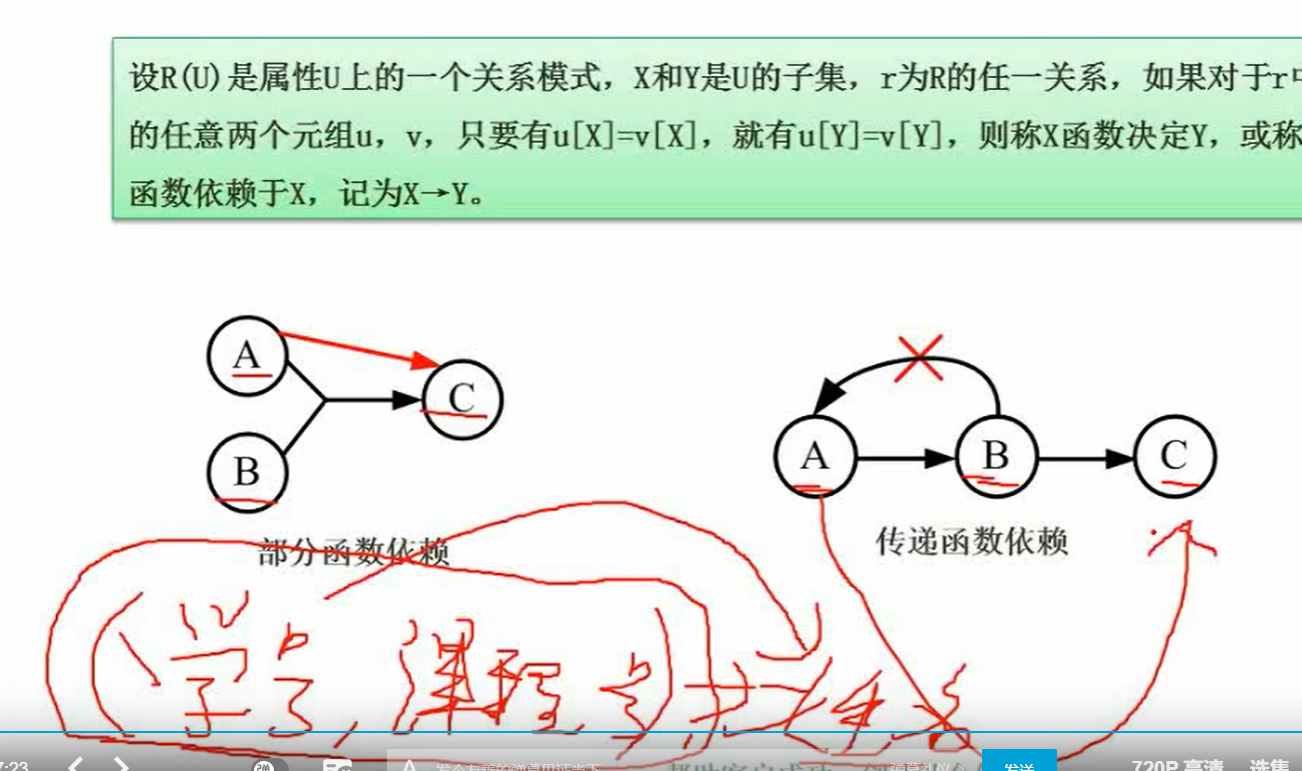 设R(U)是属性U上的一个关系模式，X和Y是U的子集，r为R的任一关系，如果对于r中
的任意两个元组u，v，只要有u[X]=v[X]，就有u[Y]=v[Y]，则称X函数决定Y，或称
函数依赖于X，记为X→Y。
A
C
B
A
B
C
部分函数依赖
传递函数依赖
(学号，课程号)
姓名
7:23
弹
发送
720P 高清
选集